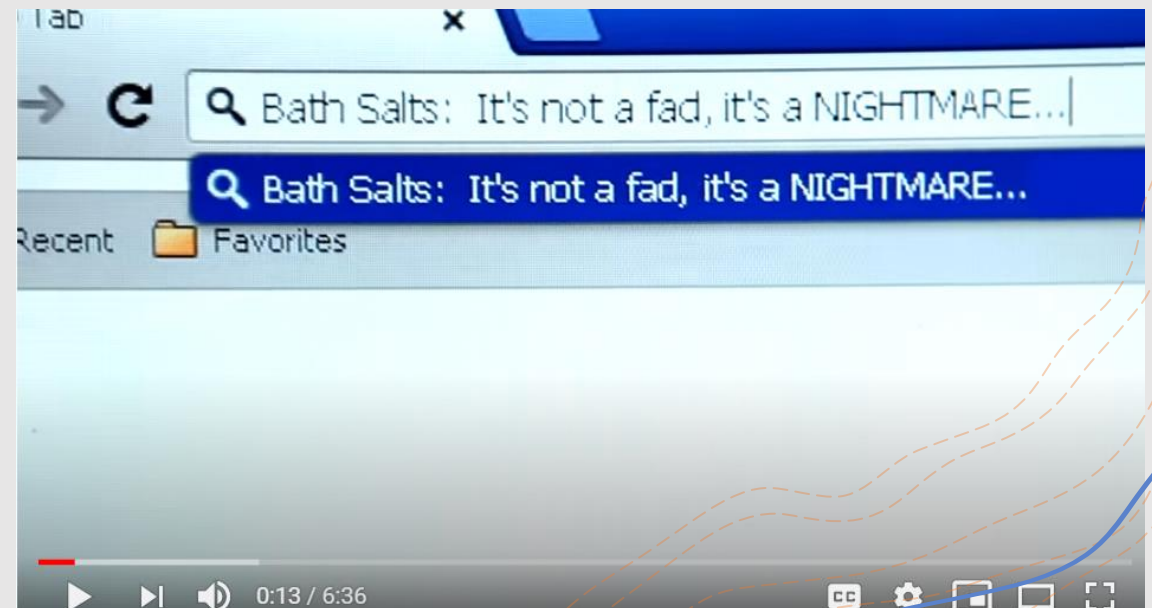 Tab
Bath Salts: It's not a fad, it's a NIGHTMARE...
Bath Salts: It's not a fad, it's a NIGHTMARE...
Recent Favorites
0:13 / 6:36 CC